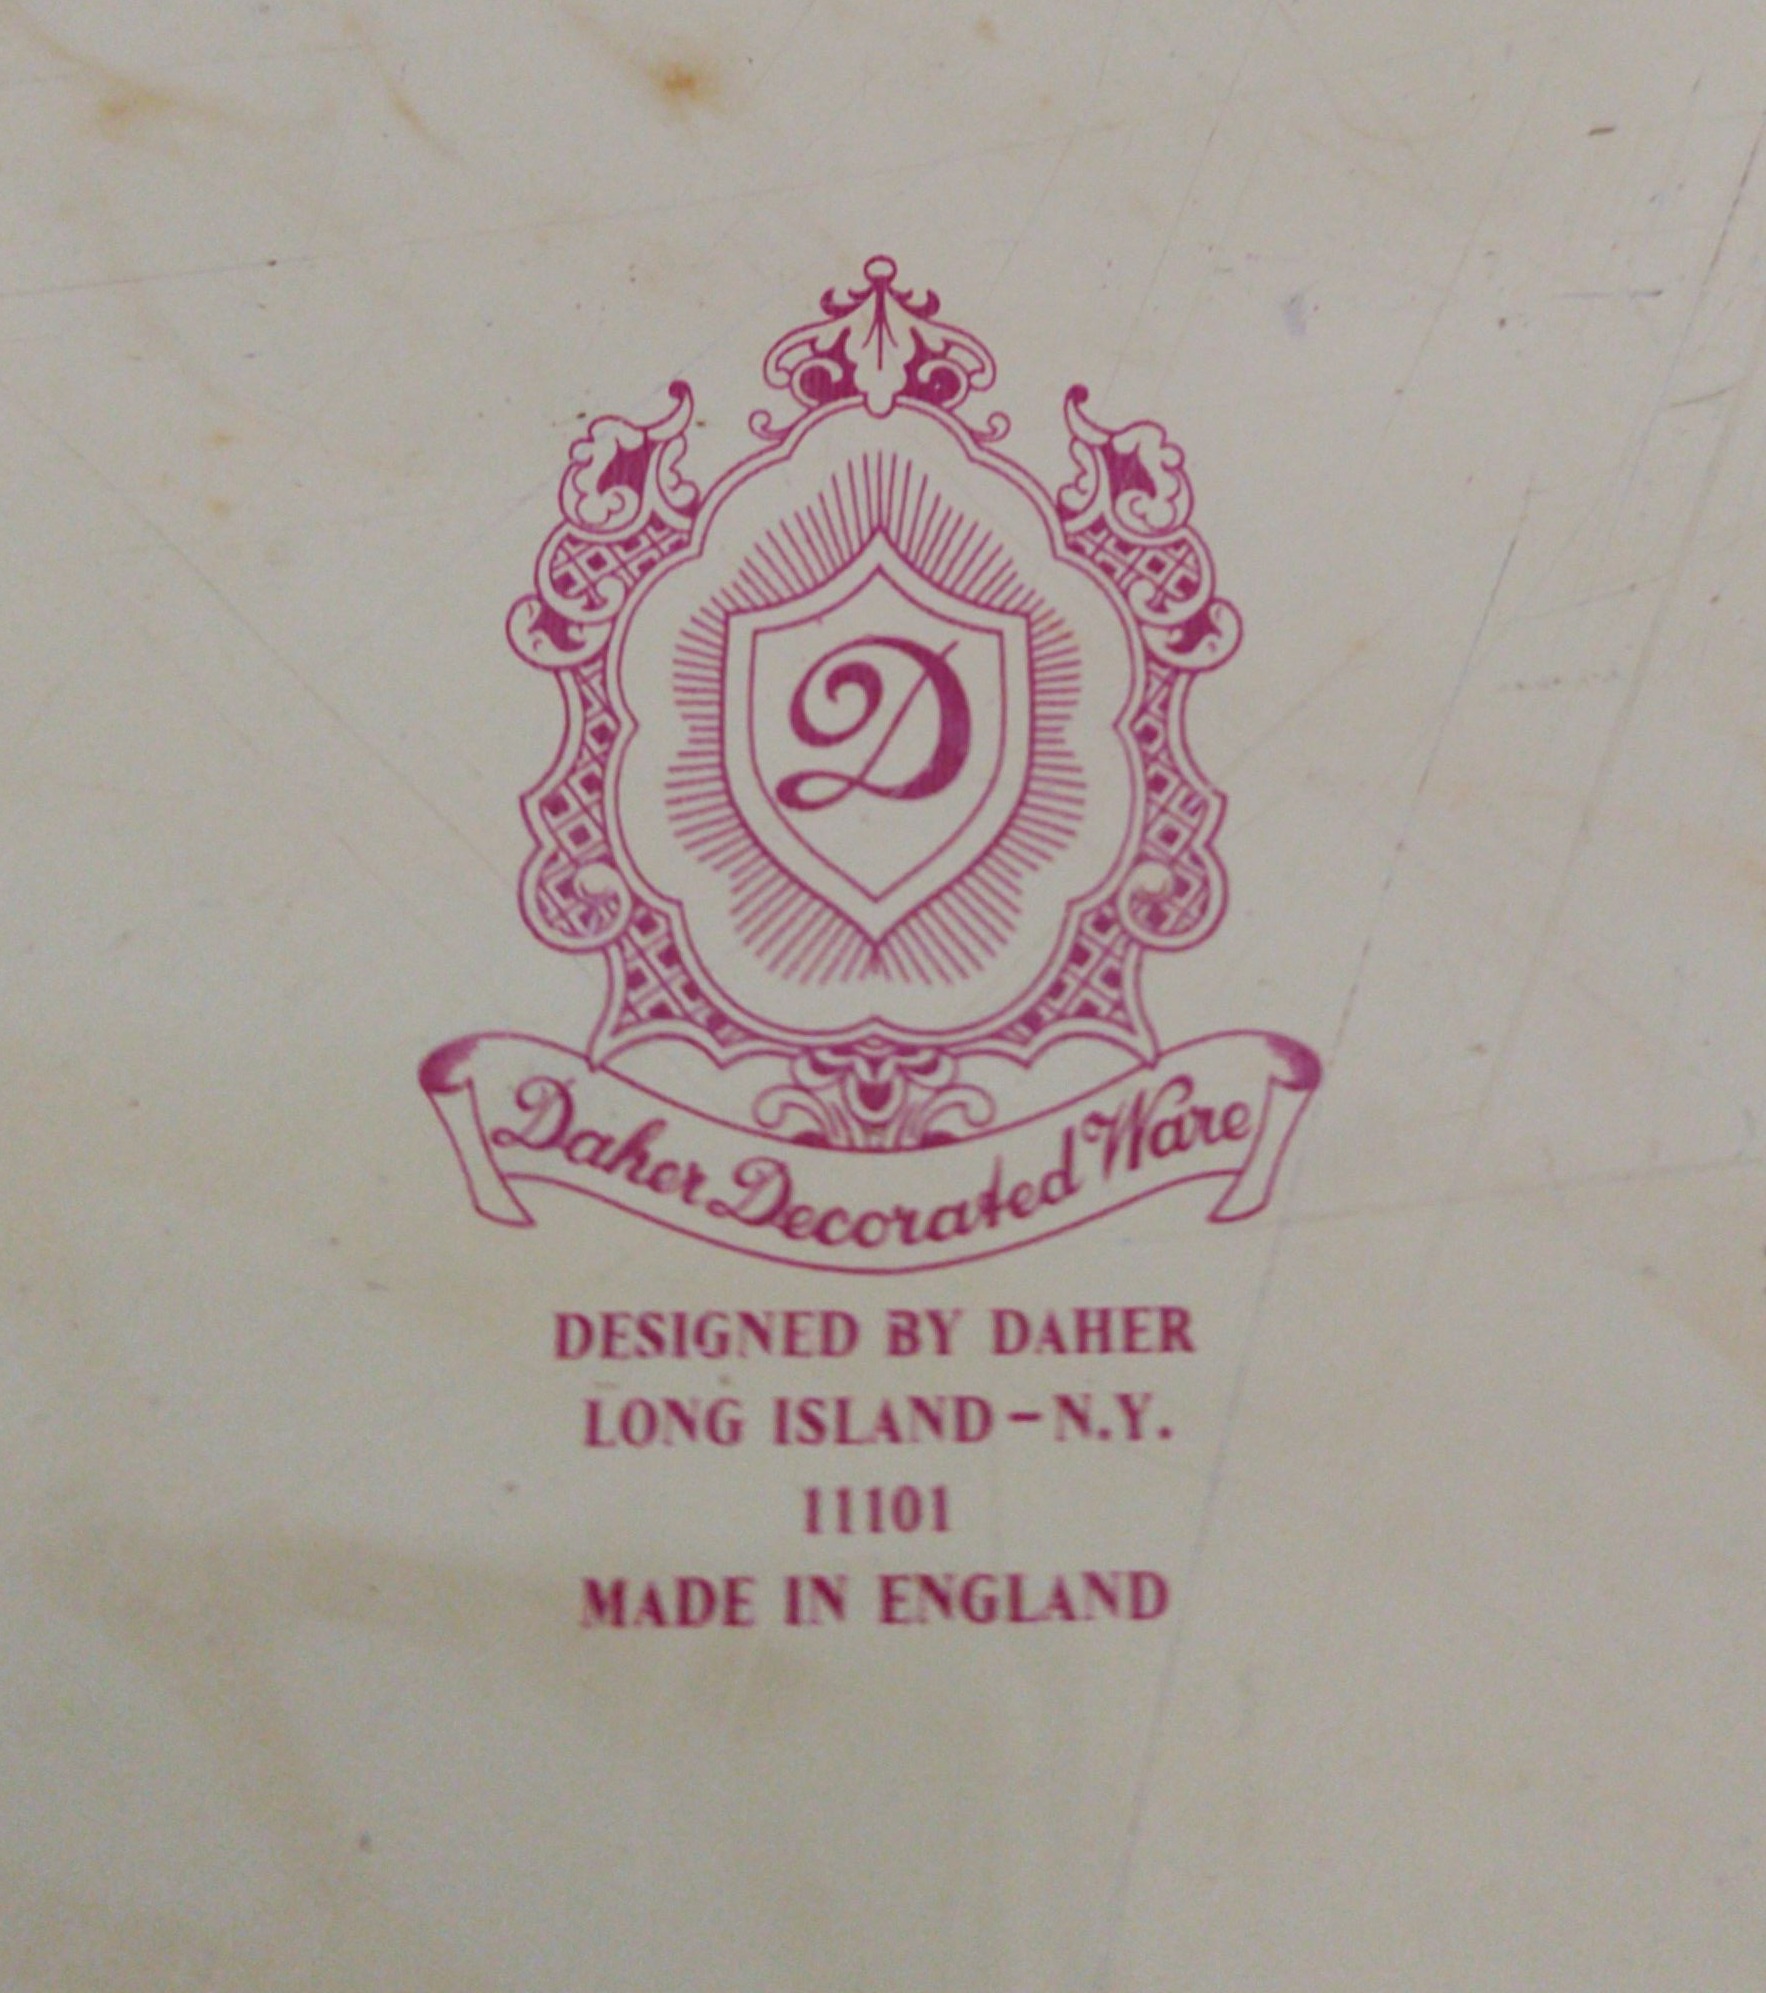 D
Daher Decorated Ware
DESIGNED BY DAHER
LONG ISLAND – N.Y.
11101
MADE IN ENGLAND